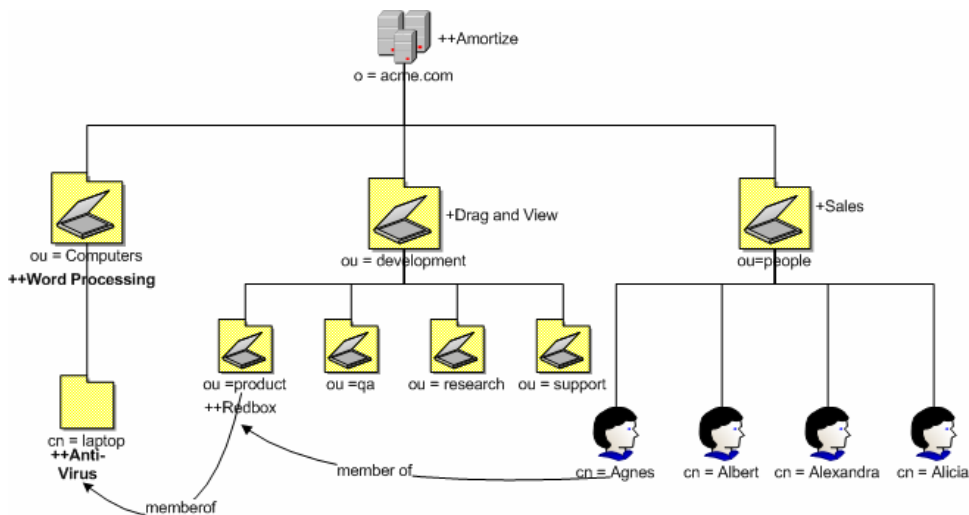 ++Amortize
o = acme.com
+Drag and View
+Sales
ou = Computers
++Word Processing
ou = development
ou=people
ou =product
++Redbox
ou =qa
ou = research
ou = support
cn = laptop
++Anti-
Virus
member of
cn = Agnes
cn = Albert
cn = Alexandra
cn = Alicia
memberof